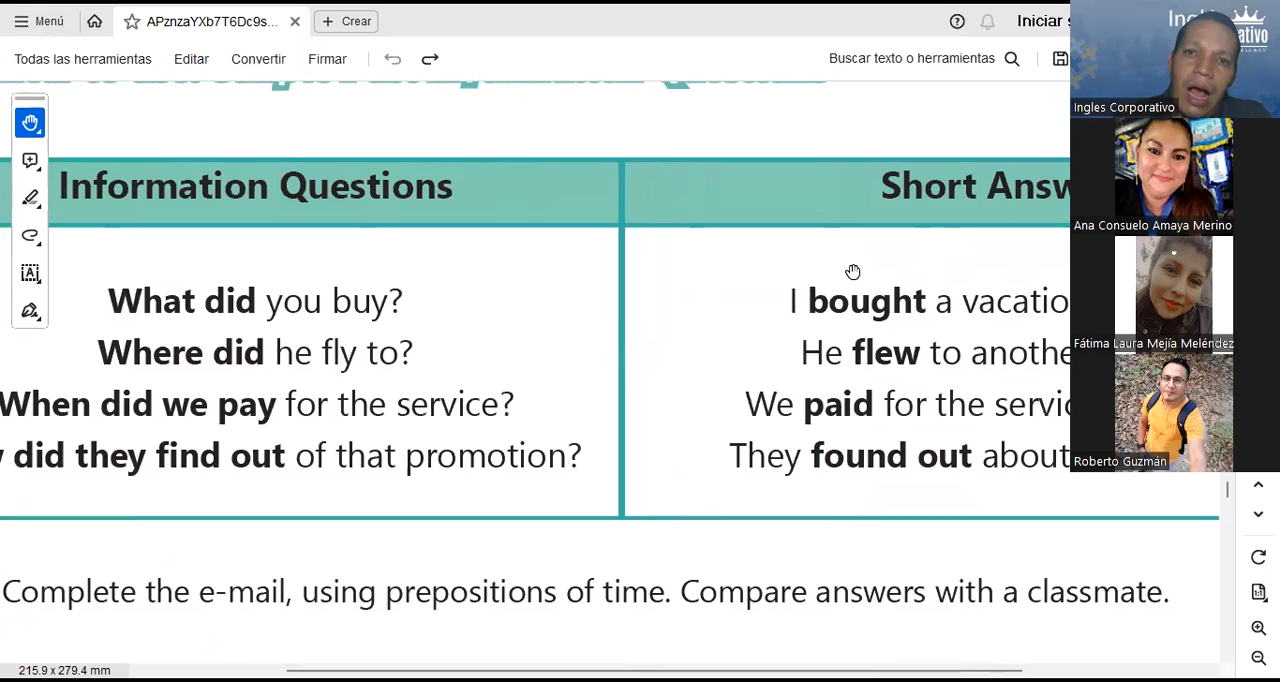 Menú
APznzaYXb7T6Dc9s...
Crear
Iniciar s
Todas las herramientas
Editar
Convertir
Firmar
Buscar texto o herramientas
Information Questions
Short Answ
What did you buy?
I bought a vacatio
Where did he fly to?
He flew to anothe
When did we pay for the service?
We paid for the servic
did they find out of that promotion?
They found out about
Complete the e-mail, using prepositions of time. Compare answers with a classmate.
215.9 x 279.4 mm
Ingles Corporativo
Ana Consuelo Amaya Merino
Fátima Laura Mejía Meléndez
Roberto Guzmán